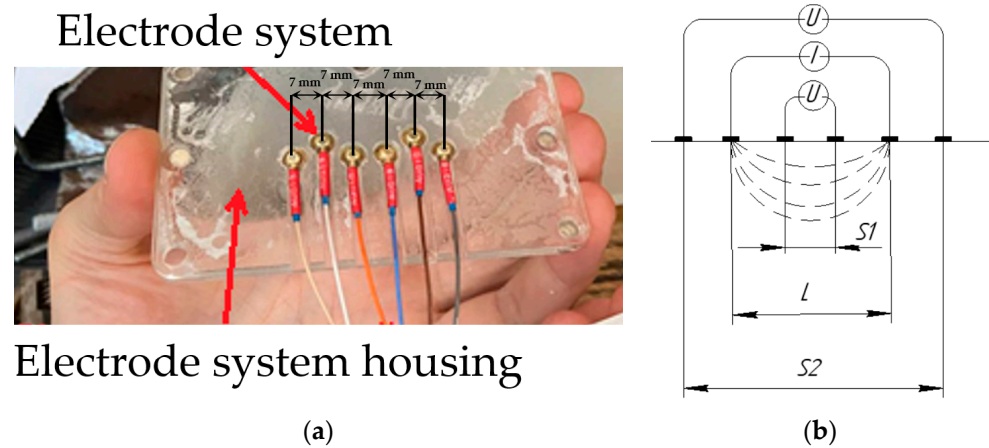 Electrode system
7 mm 7 mm 7 mm 7 mm 7 mm
Electrode system housing
(a)
U
I
U
S1
L
S2
(b)